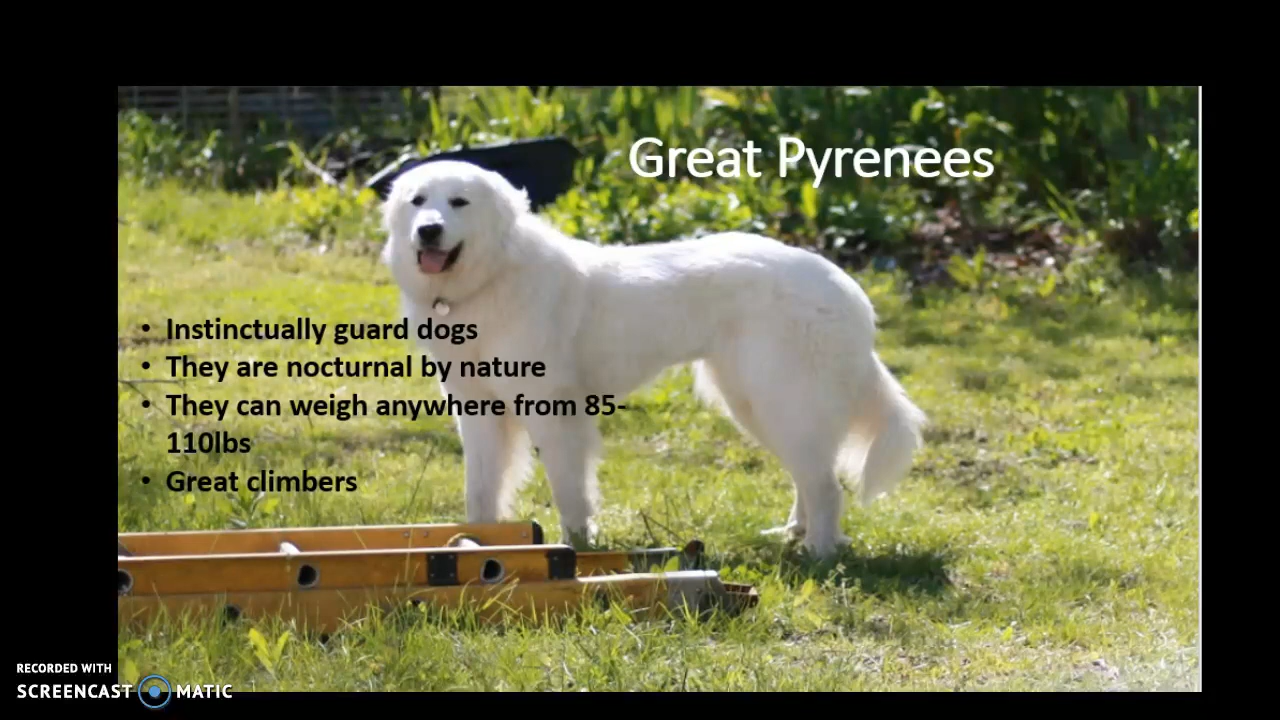 Great Pyrenees
• Instinctually guard dogs
• They are nocturnal by nature
• They can weigh anywhere from 85-
110lbs
• Great climbers
RECORDED WITH
SCREENCAST MATIC